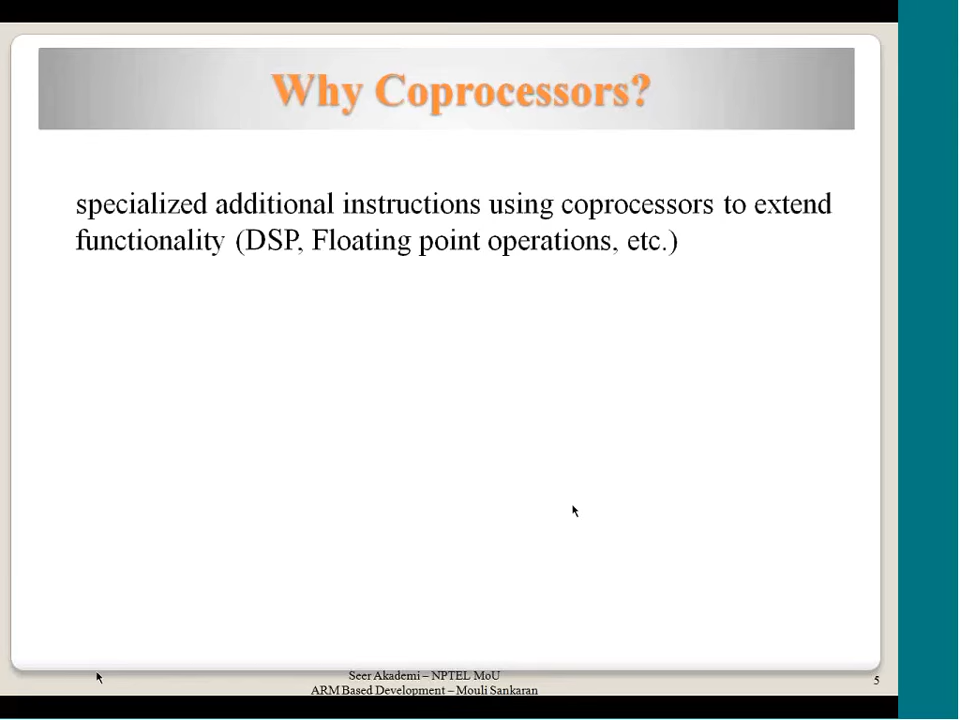 Why Coprocessors?
specialized additional instructions using coprocessors to extend
functionality (DSP, Floating point operations, etc.)
Seer Akademi – NPTEL MoU
ARM Based Development – Mouli Sankaran
5